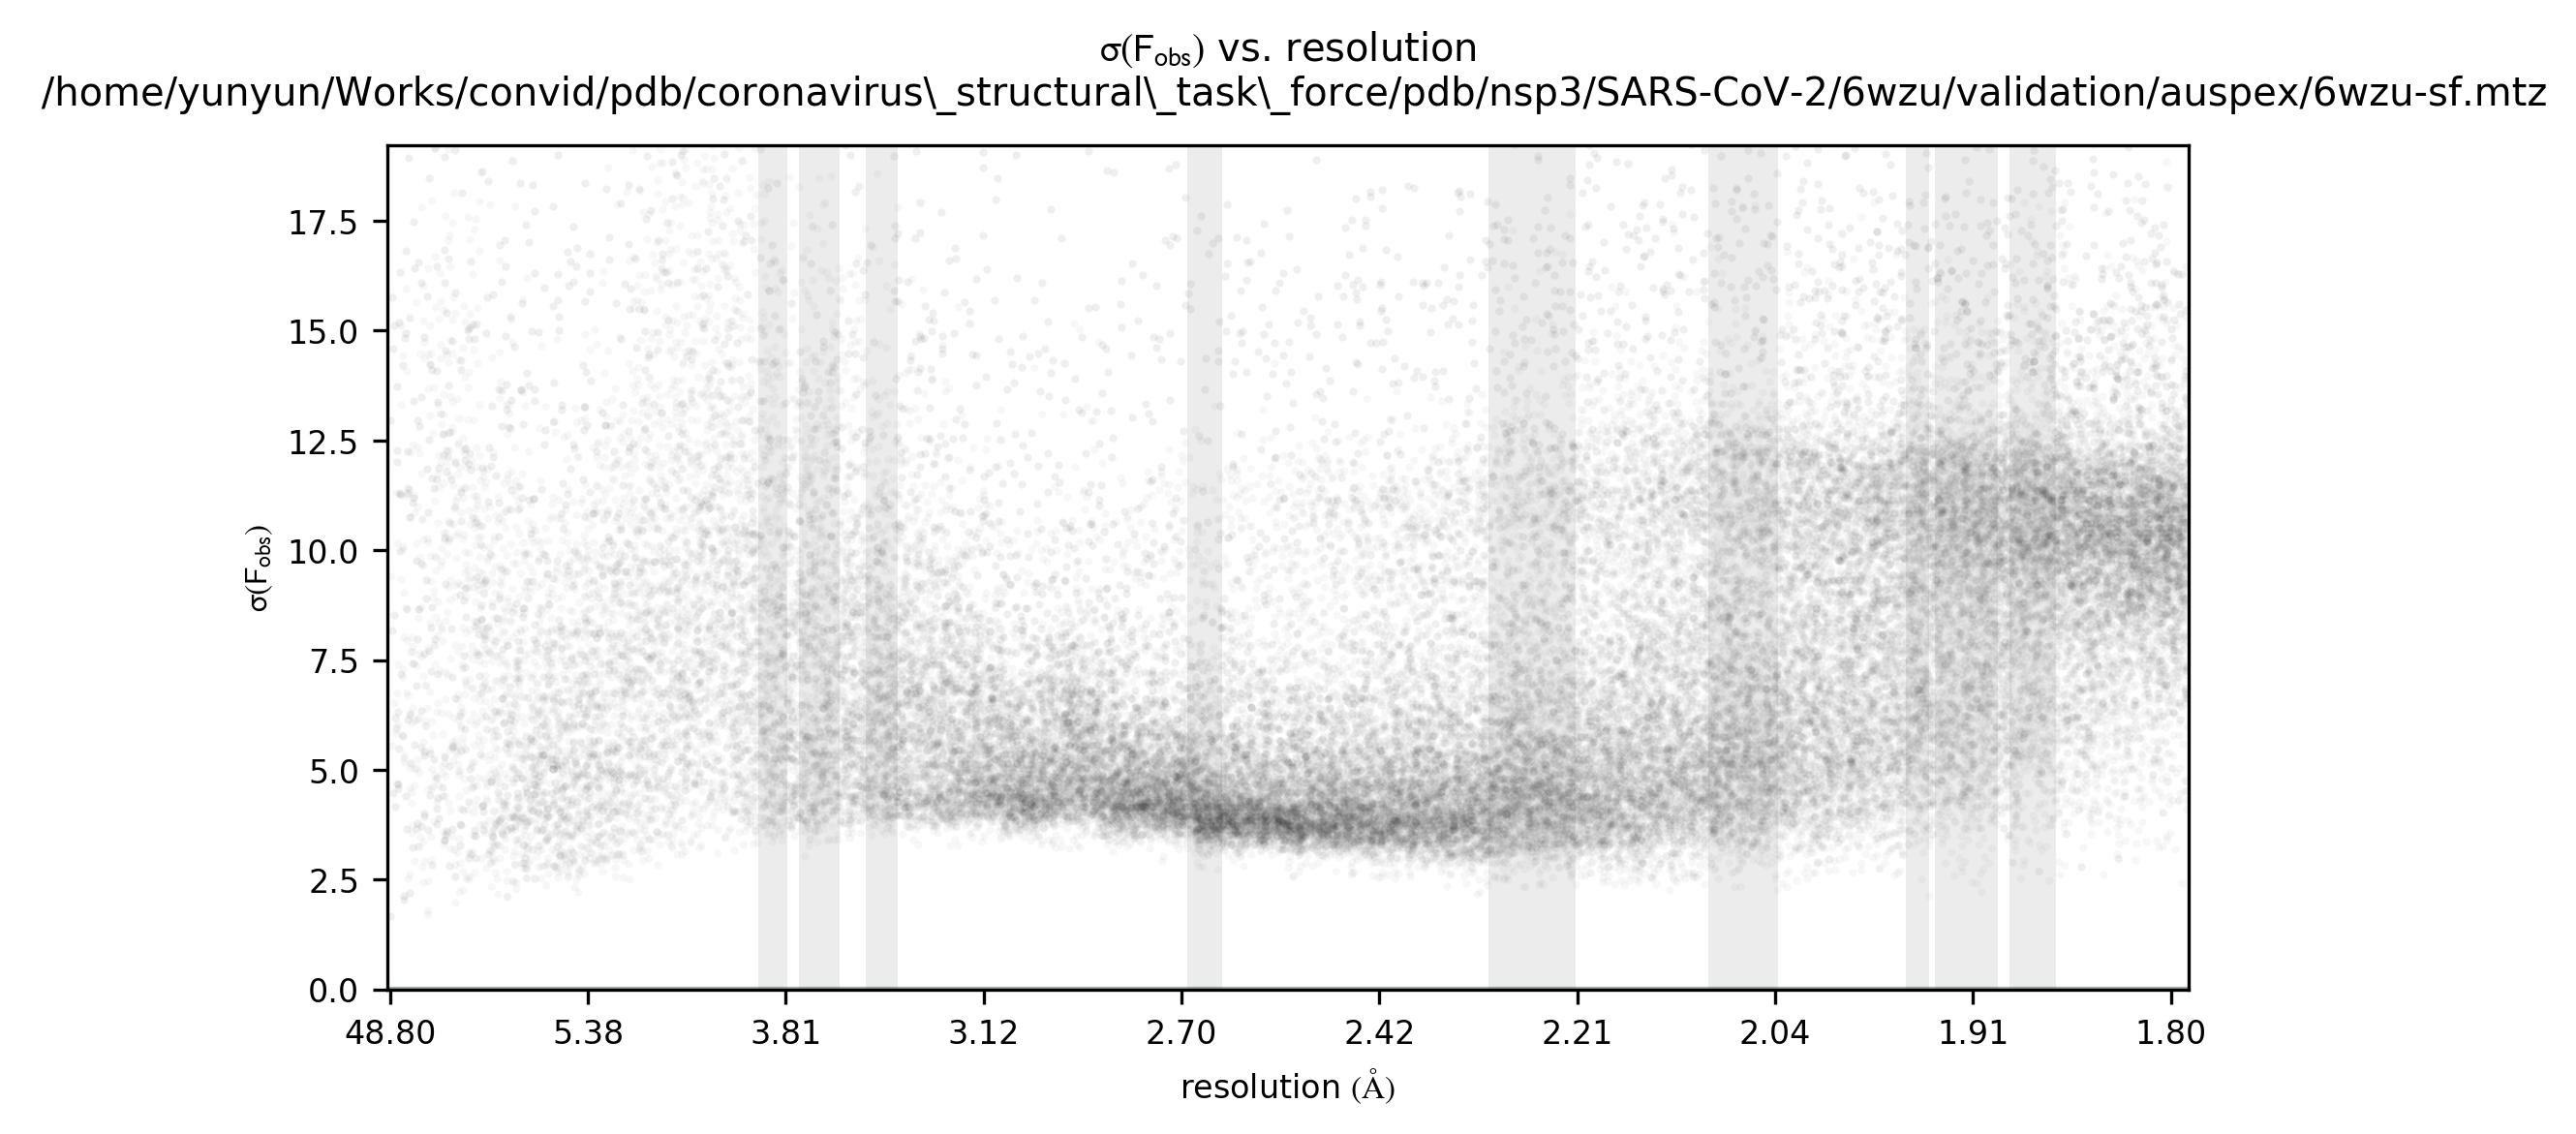 σ(Fobs) vs. resolution
/home/yunyun/Works/convid/pdb/coronavirus\_structural\_task\_force/pdb/nsp3/SARS-CoV-2/6wzu/validation/auspex/6wzu-sf.mtz
17.5
15.0
12.5
10.0
7.5
5.0
2.5
0.0
σ(Fobs)
48.80 5.38 3.81 3.12 2.70 2.42 2.21 2.04 1.91 1.80
resolution (Å)